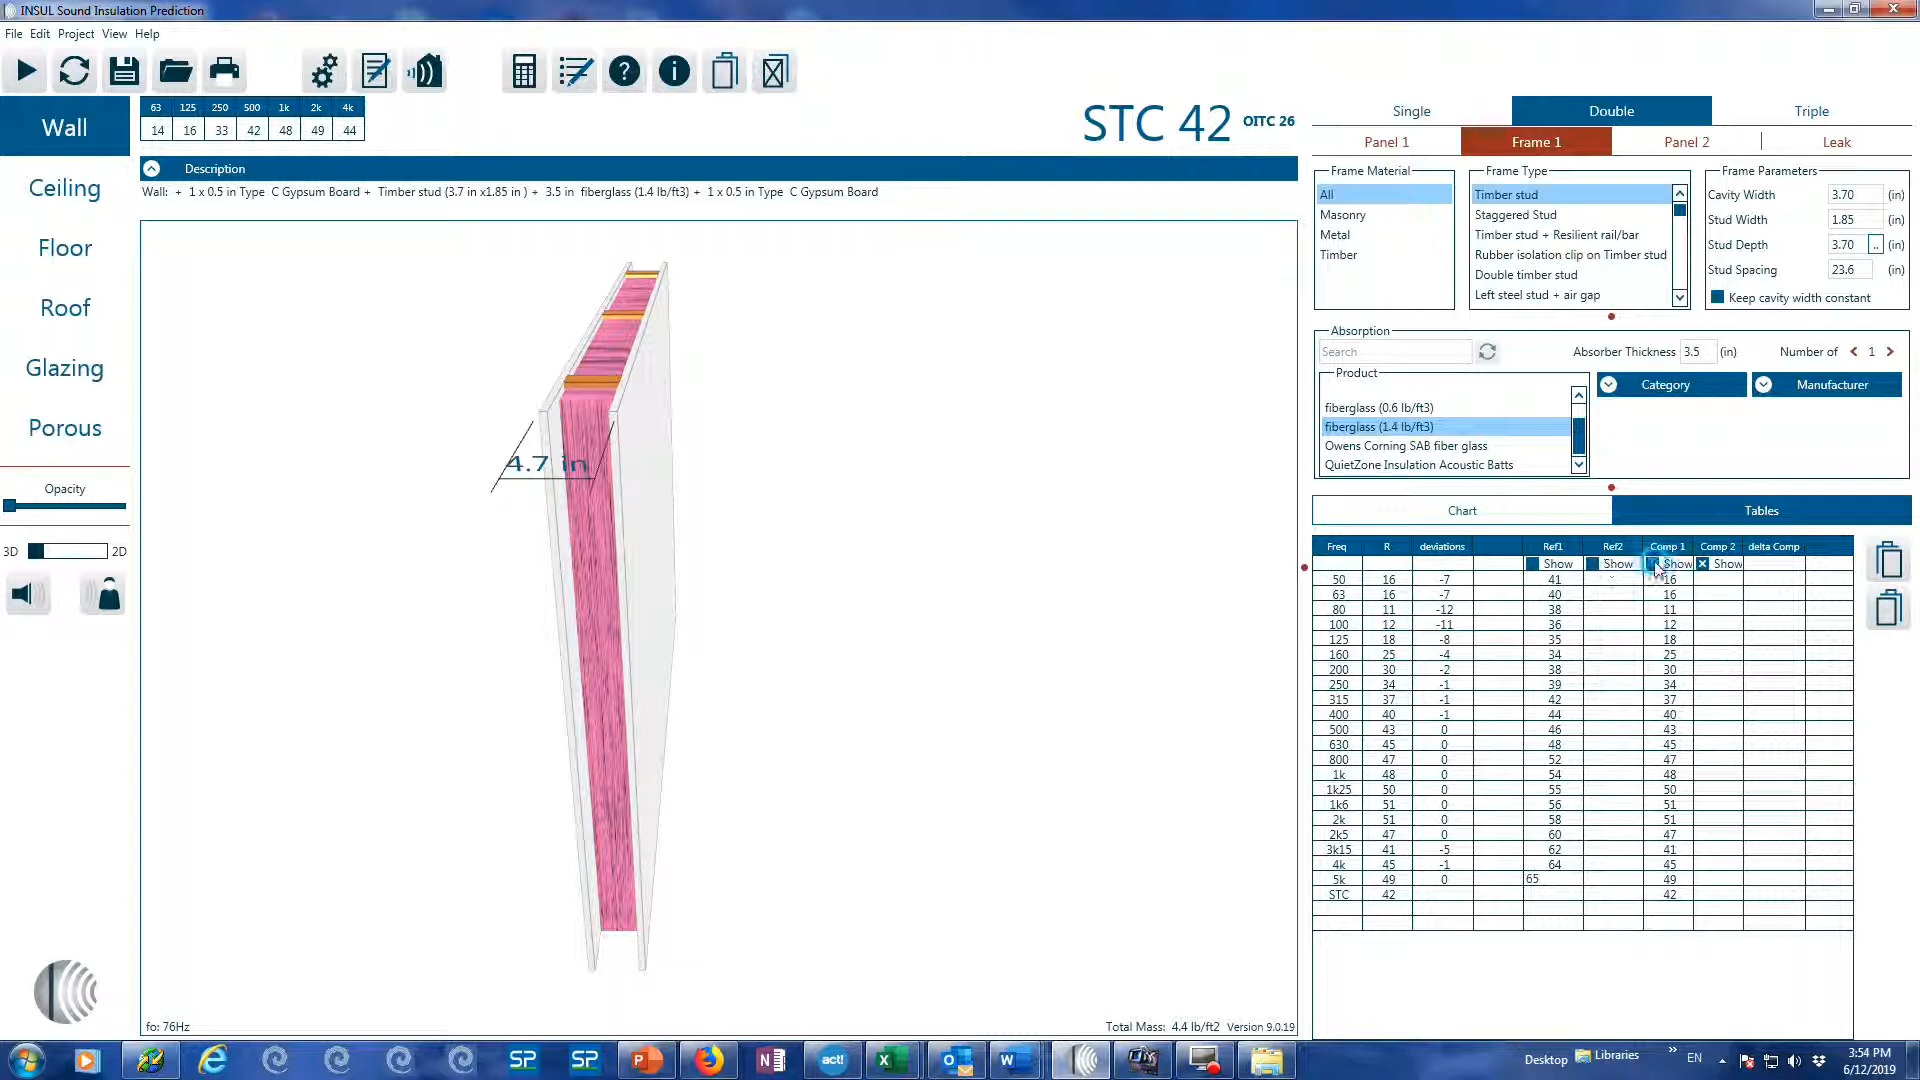 INSUL Sound Insulation Prediction
File Edit Project View Help
Wall
Ceiling
Floor
Roof
Glazing
Porous
Opacity
3D 2D
63 125 250 500 1k 2k 4k
14 16 33 42 48 49 44
STC 42 OITC 26
Description
Wall: + 1 x 0.5 in Type C Gypsum Board + Timber stud (3.7 in x1.85 in ) + 3.5 in fiberglass (1.4 lb/ft3) + 1 x 0.5 in Type C Gypsum Board
4.7 in
fo: 76Hz
Total Mass: 4.4 lb/ft2 Version 9.0.19
Single Double Triple
Panel 1 Frame 1 Panel 2 Leak
Frame Material
All
Masonry
Metal
Timber
Frame Type
Timber stud
Staggered Stud
Timber stud + Resilient rail/bar
Rubber isolation clip on Timber stud
Double timber stud
Left steel stud + air gap
Frame Parameters
Cavity Width 3.70 (in)
Stud Width 1.85 (in)
Stud Depth 3.70 .. (in)
Stud Spacing 23.6 (in)
Keep cavity width constant
Absorption
Search
Absorber Thickness 3.5 (in) Number of < 1 >
Product
fiberglass (0.6 lb/ft3)
fiberglass (1.4 lb/ft3)
Owens Corning SAB fiber glass
QuietZone Insulation Acoustic Batts
Category
Manufacturer
Chart Tables
Freq R deviations Ref1 Ref2 Comp 1 Comp 2 delta Comp
Show Show Show Show
50 16 -7 41 16
63 16 -7 40 16
80 11 -12 38 11
100 12 -11 36 12
125 18 -8 35 18
160 25 -4 34 25
200 30 -2 38 30
250 34 -1 39 34
315 37 -1 42 37
400 40 -1 44 40
500 43 0 46 43
630 45 0 48 45
800 47 0 52 47
1k 48 0 54 48
1k25 50 0 55 50
1k6 51 0 56 51
2k 51 0 58 51
2k5 47 0 60 47
3k15 41 -5 62 41
4k 45 -1 64 45
5k 49 0 65 49
STC 42 42
SP SP P N act! X O W
Desktop Libraries » EN
3:54 PM
6/12/2019